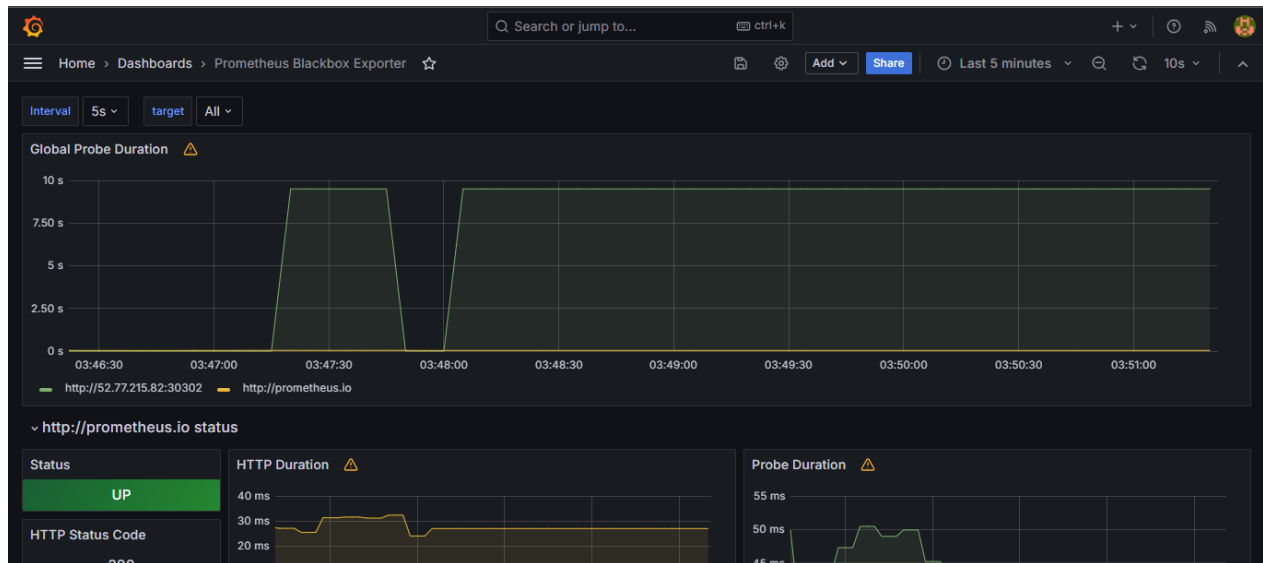 Search or jump to... ctrl+k
Home › Dashboards › Prometheus Blackbox Exporter Add Share Last 5 minutes 10s
Interval 5s target All
Global Probe Duration
10 s
7.50 s
5 s
2.50 s
0 s
03:46:30 03:47:00 03:47:30 03:48:00 03:48:30 03:49:00 03:49:30 03:50:00 03:50:30 03:51:00
http://52.77.215.82:30302 http://prometheus.io
http://prometheus.io status
Status HTTP Duration Probe Duration
UP
40 ms 55 ms
30 ms
50 ms
HTTP Status Code
20 ms
45 ms